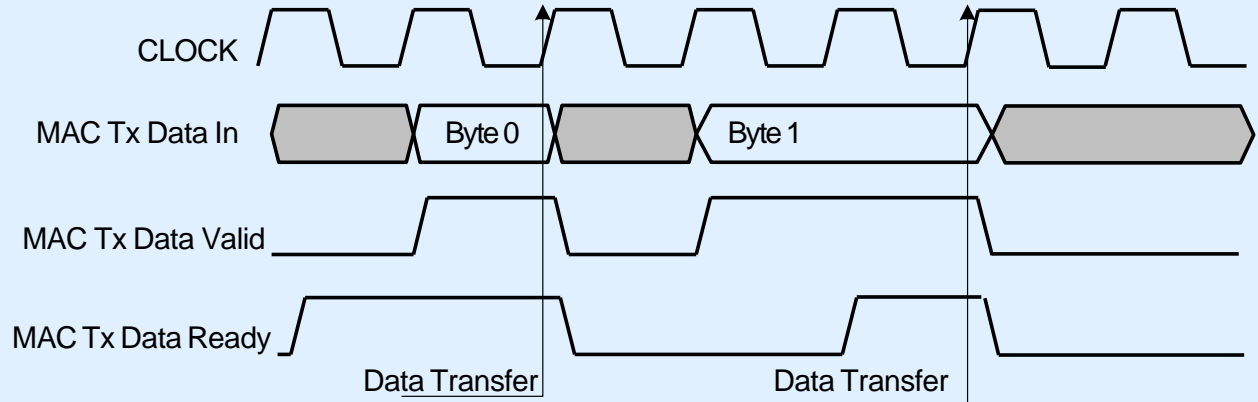 CLOCK
MAC Tx Data In
Byte 0
Byte 1
MAC Tx Data Valid
MAC Tx Data Ready
Data Transfer
Data Transfer